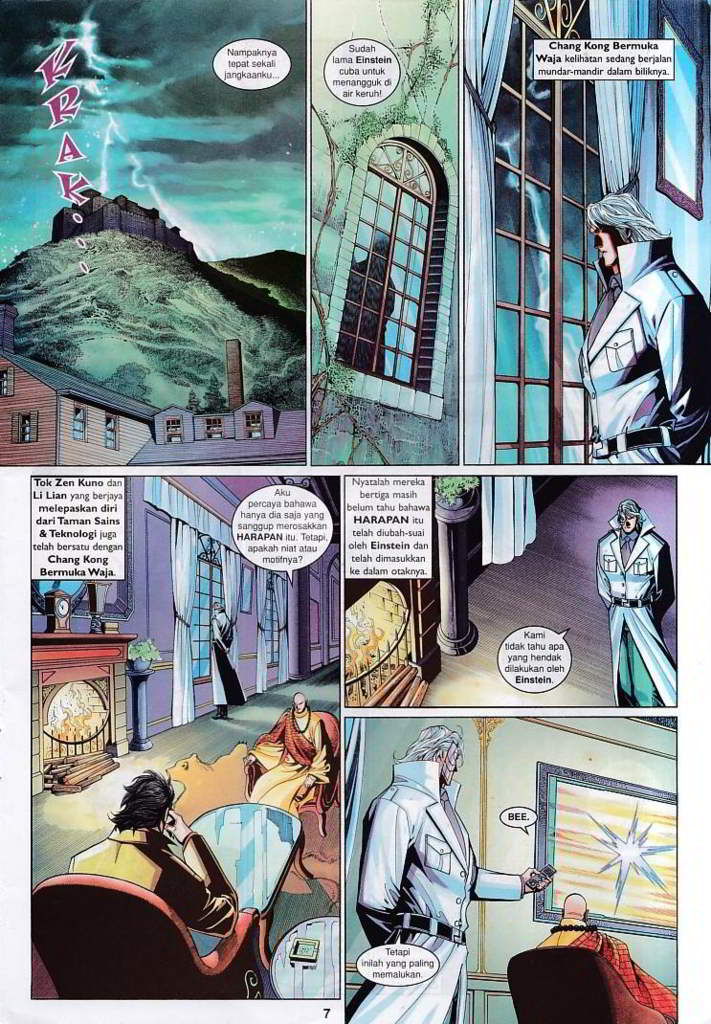 KRAK...
Nampaknya
tepat sekali
jangkaanku...
Sudah
lama Einstein
cuba untuk
menangguk di
air keruh!
Chang Kong Bermuka
Waja kelihatan sedang berjalan
mundar-mandir dalam biliknya.
Tok Zen Kuno dan
Li Lian yang berjaya
melepaskan diri
dari Taman Sains
& Teknologi juga
telah bersatu dengan
Chang Kong
Bermuka Waja.
Aku
percaya bahawa
hanya dia saja yang
sanggup merosakkan
HARAPAN itu. Tetapi,
apakah niat atau
motifnya?
Nyatalah mereka
bertiga masih
belum tahu bahawa
HARAPAN itu
telah diubah-suai
oleh Einstein dan
dimasukkan
ke dalam otaknya.
Kami
tidak tahu apa
yang hendak
dilakukan oleh
Einstein.
BEE.
Tetapi
inilah yang paling
memalukan.
7